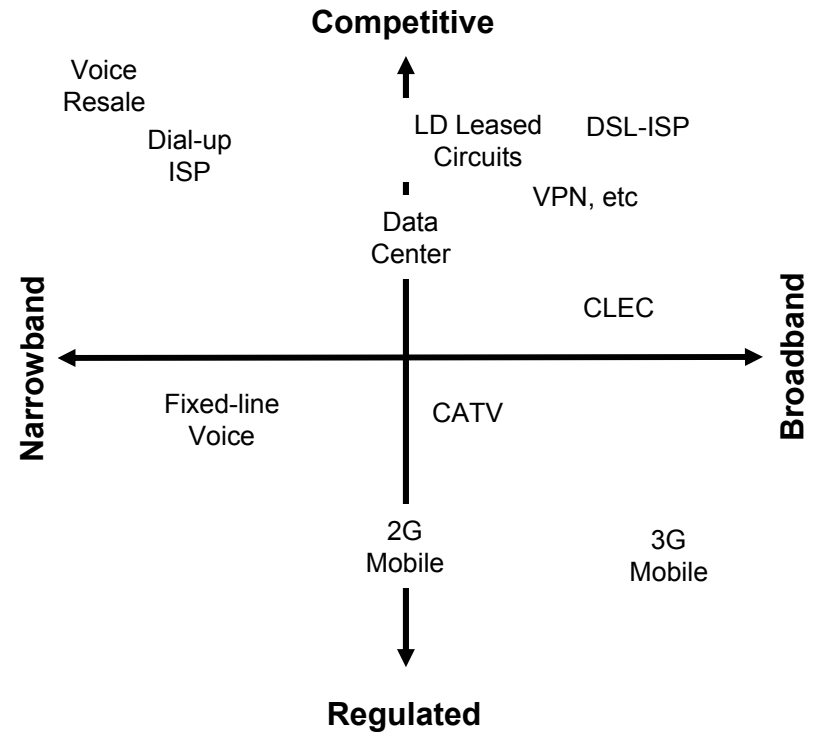 Competitive
Voice
Resale
Dial-up
ISP
LD Leased
Circuits
DSL-ISP
VPN, etc
Data
Center
CLEC
Narrowband
Broadband
Fixed-line
Voice
CATV
2G
Mobile
3G
Mobile
Regulated